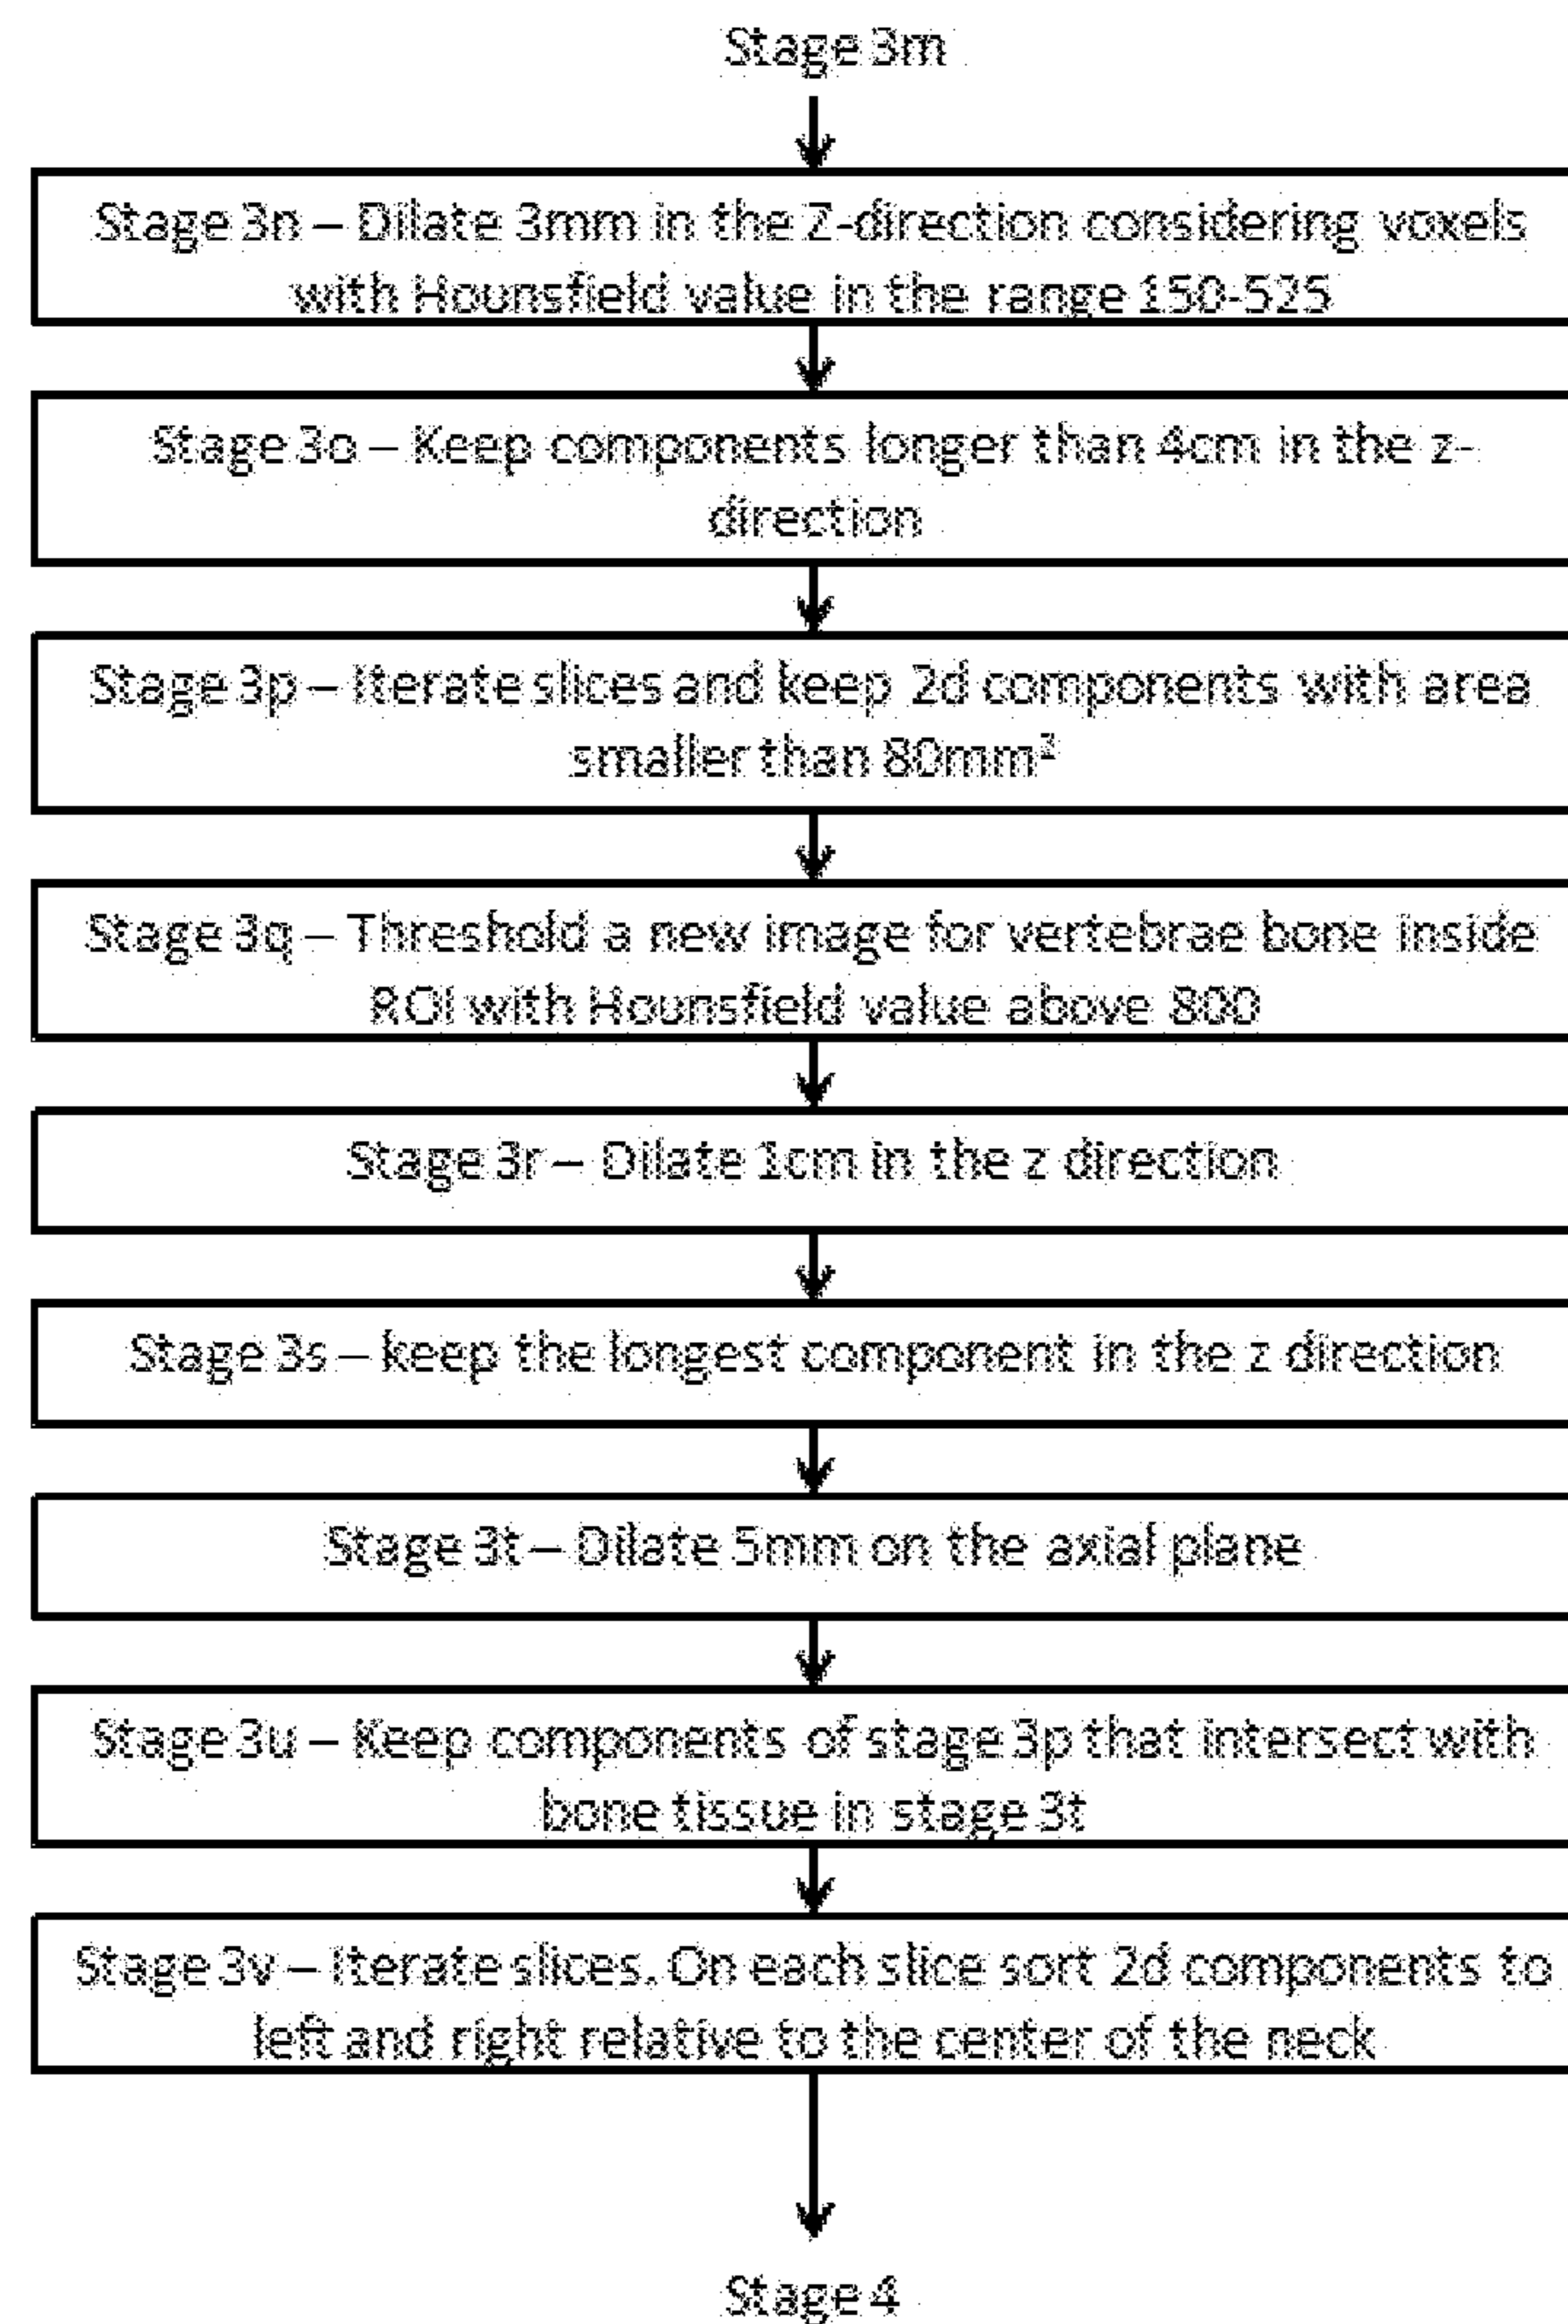 Stage 3m
Stage 3n – Dilate 3mm in the Z-direction considering voxels
with Hounsfield value in the range 150-525
Stage 3o – Keep components longer than 4cm in the z-
direction
Stage 3p – Iterate slices and keep 2d components with area
smaller than 80mm²
Stage 3q – Threshold a new image for vertebrae bone inside
ROI with Hounsfield value above 800
Stage 3r – Dilate 1cm in the z direction
Stage 3s – keep the longest component in the z direction
Stage 3t – Dilate 5mm on the axial plane
Stage 3u – Keep components of stage 3p that intersect with
bone tissue in stage 3t
Stage 3v – Iterate slices. On each slice sort 2d components to
left and right relative to the center of the neck
Stage 4